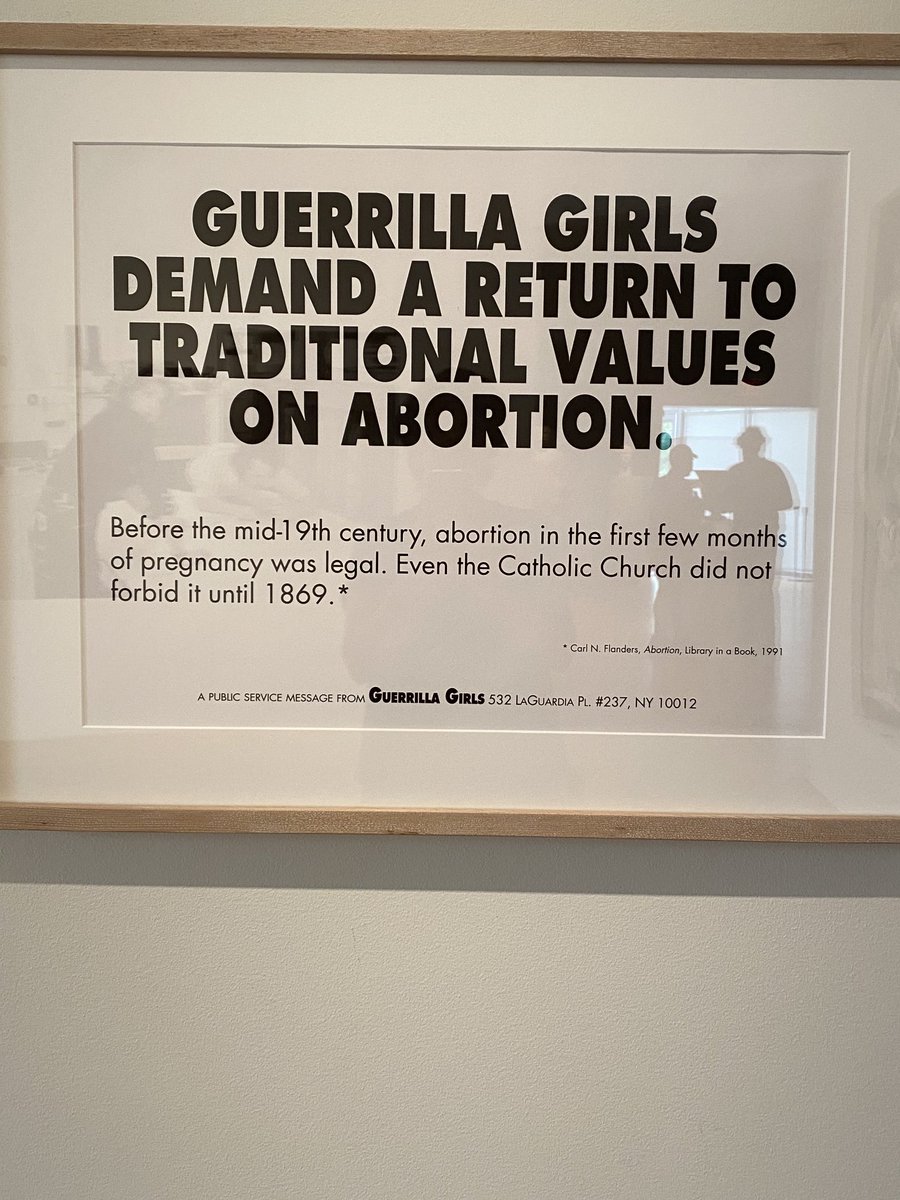 GUERRILLA GIRLS
DEMAND A RETURN TO
TRADITIONAL VALUES
ON ABORTION.
Before the mid-19th century, abortion in the first few months
of pregnancy was legal. Even the Catholic Church did not
forbid it until 1869.*
* Carl N. Flanders, Abortion, Library in a Book, 1991
A PUBLIC SERVICE MESSAGE FROM GUERRILLA GIRLS 532 LAGUARDIA PL. #237, NY 10012